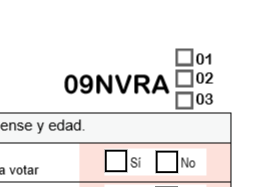 01
09NVRA 02
03
ense y edad.
a votar Sí No